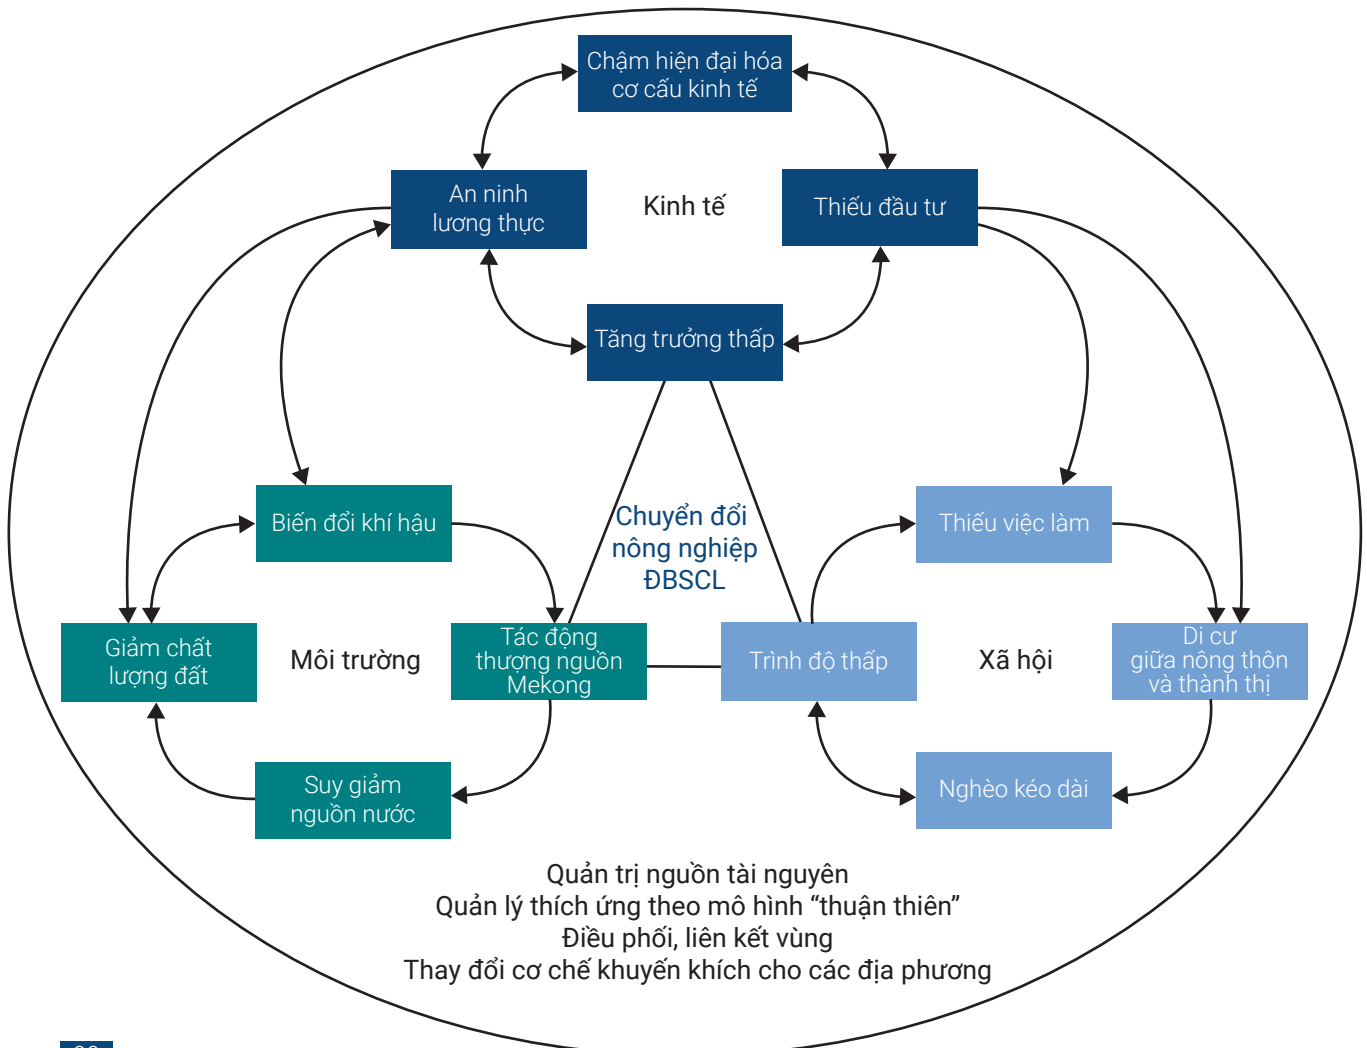 Chậm hiện đại hóa
cơ cấu kinh tế
An ninh
lương thực
Kinh tế
Thiếu đầu tư
Tăng trưởng thấp
Biến đổi khí hậu
Chuyển đổi
nông nghiệp
ĐBSCL
Thiếu việc làm
Giảm chất
lượng đất
Môi trường
Tác động
thượng nguồn
Mekong
Trình độ thấp
Xã hội
Di cư
giữa nông thôn
và thành thị
Suy giảm
nguồn nước
Nghèo kéo dài
Quản trị nguồn tài nguyên
Quản lý thích ứng theo mô hình “thuận thiên”
Điều phối, liên kết vùng
Thay đổi cơ chế khuyến khích cho các địa phương